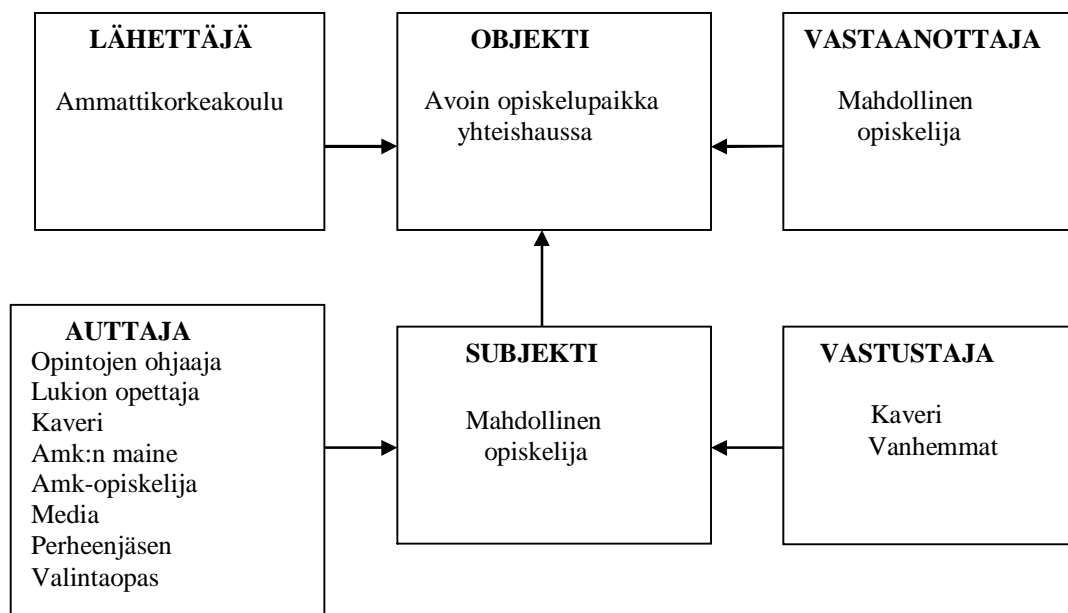 LÄHETTÄJÄ
Ammattikorkeakoulu
OBJEKTI
Avoin opiskelupaikka
yhteishaussa
VASTAANOTTAJA
Mahdollinen
opiskelija
AUTTAJA
Opintojen ohjaaja
Lukion opettaja
Kaveri
Amk:n maine
Amk-opiskelija
Media
Perheenjäsen
Valintaopas
SUBJEKTI
Mahdollinen
opiskelija
VASTUSTAJA
Kaveri
Vanhemmat